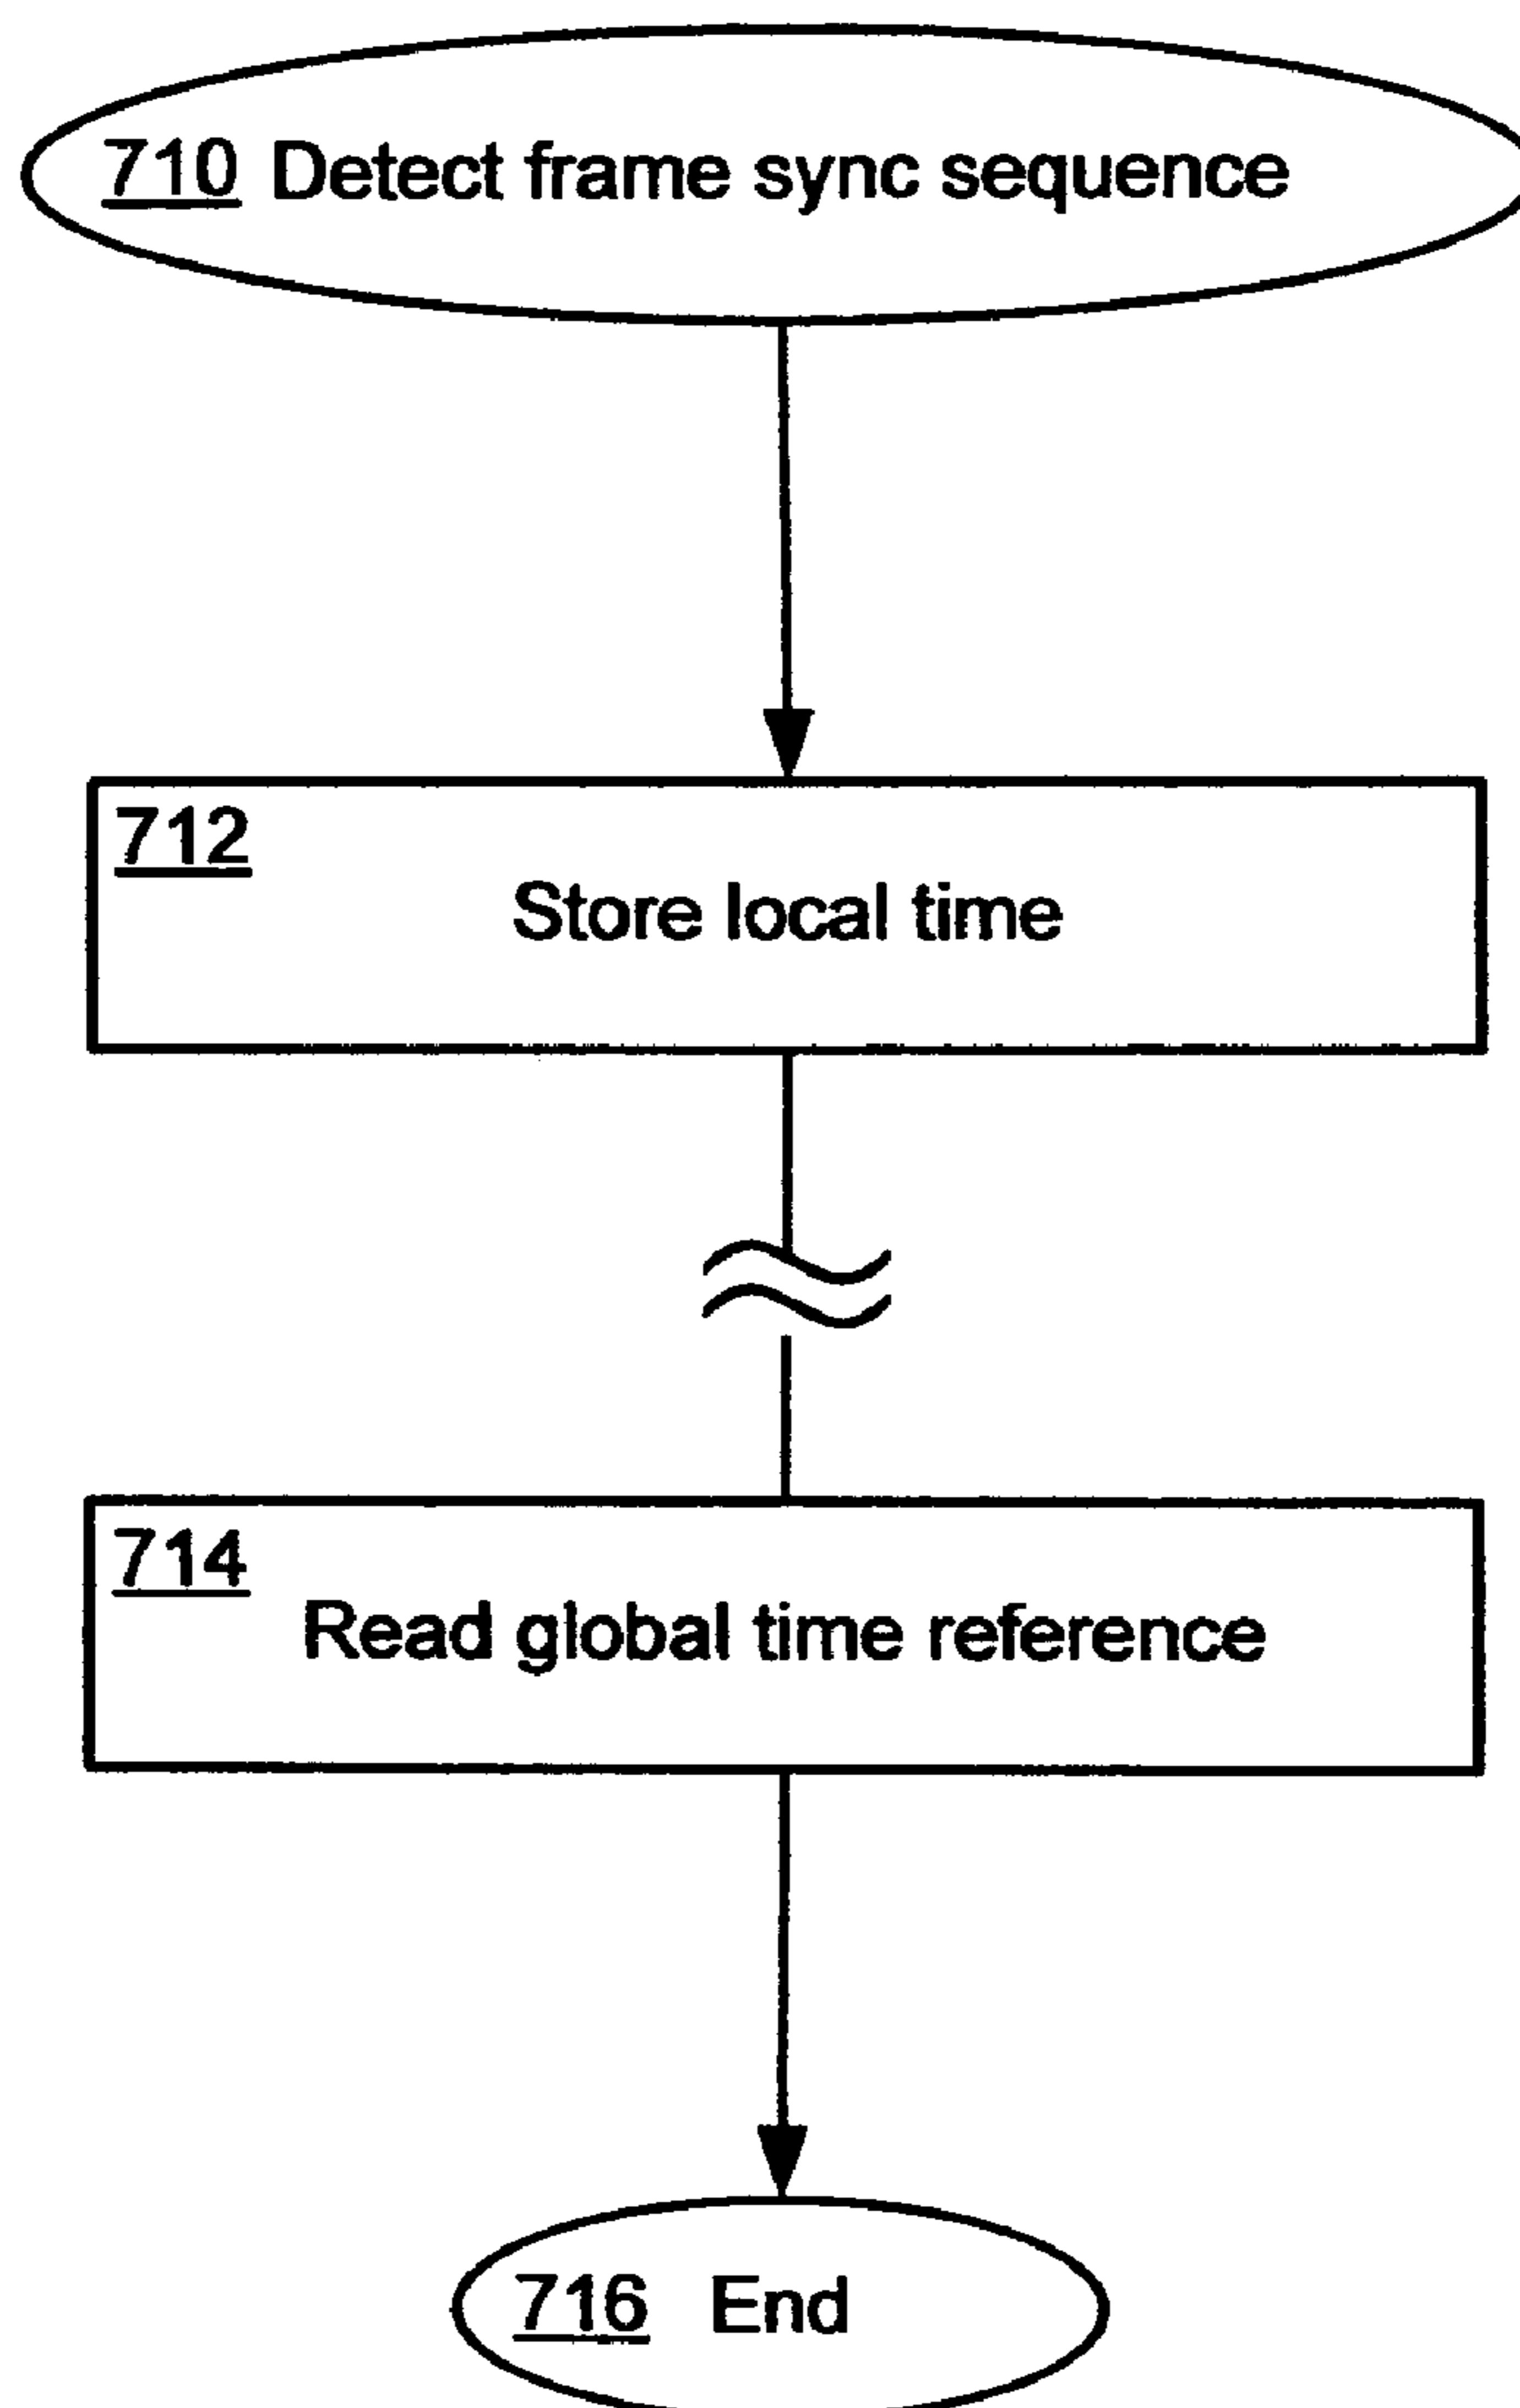 710 Detect frame sync sequence
712
Store local time
714
Read global time reference
716 End